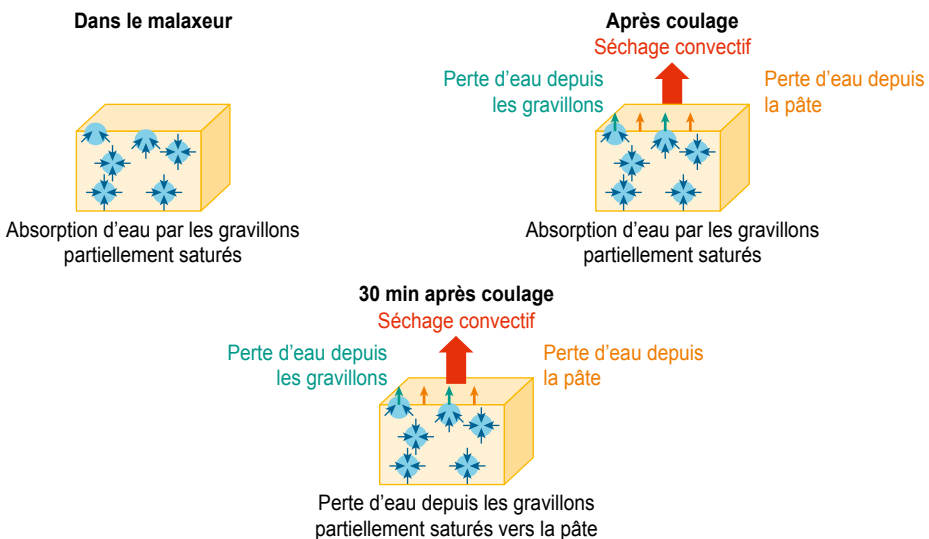 Dans le malaxeur
Absorption d'eau par les gravillons
partiellement saturés
Après coulage
Séchage convectif
Perte d'eau depuis
les gravillons
Perte d'eau depuis
la pâte
Absorption d'eau par les gravillons
partiellement saturés
30 min après coulage
Séchage convectif
Perte d'eau depuis
les gravillons
Perte d'eau depuis
la pâte
Perte d'eau depuis les gravillons
partiellement saturés vers la pâte